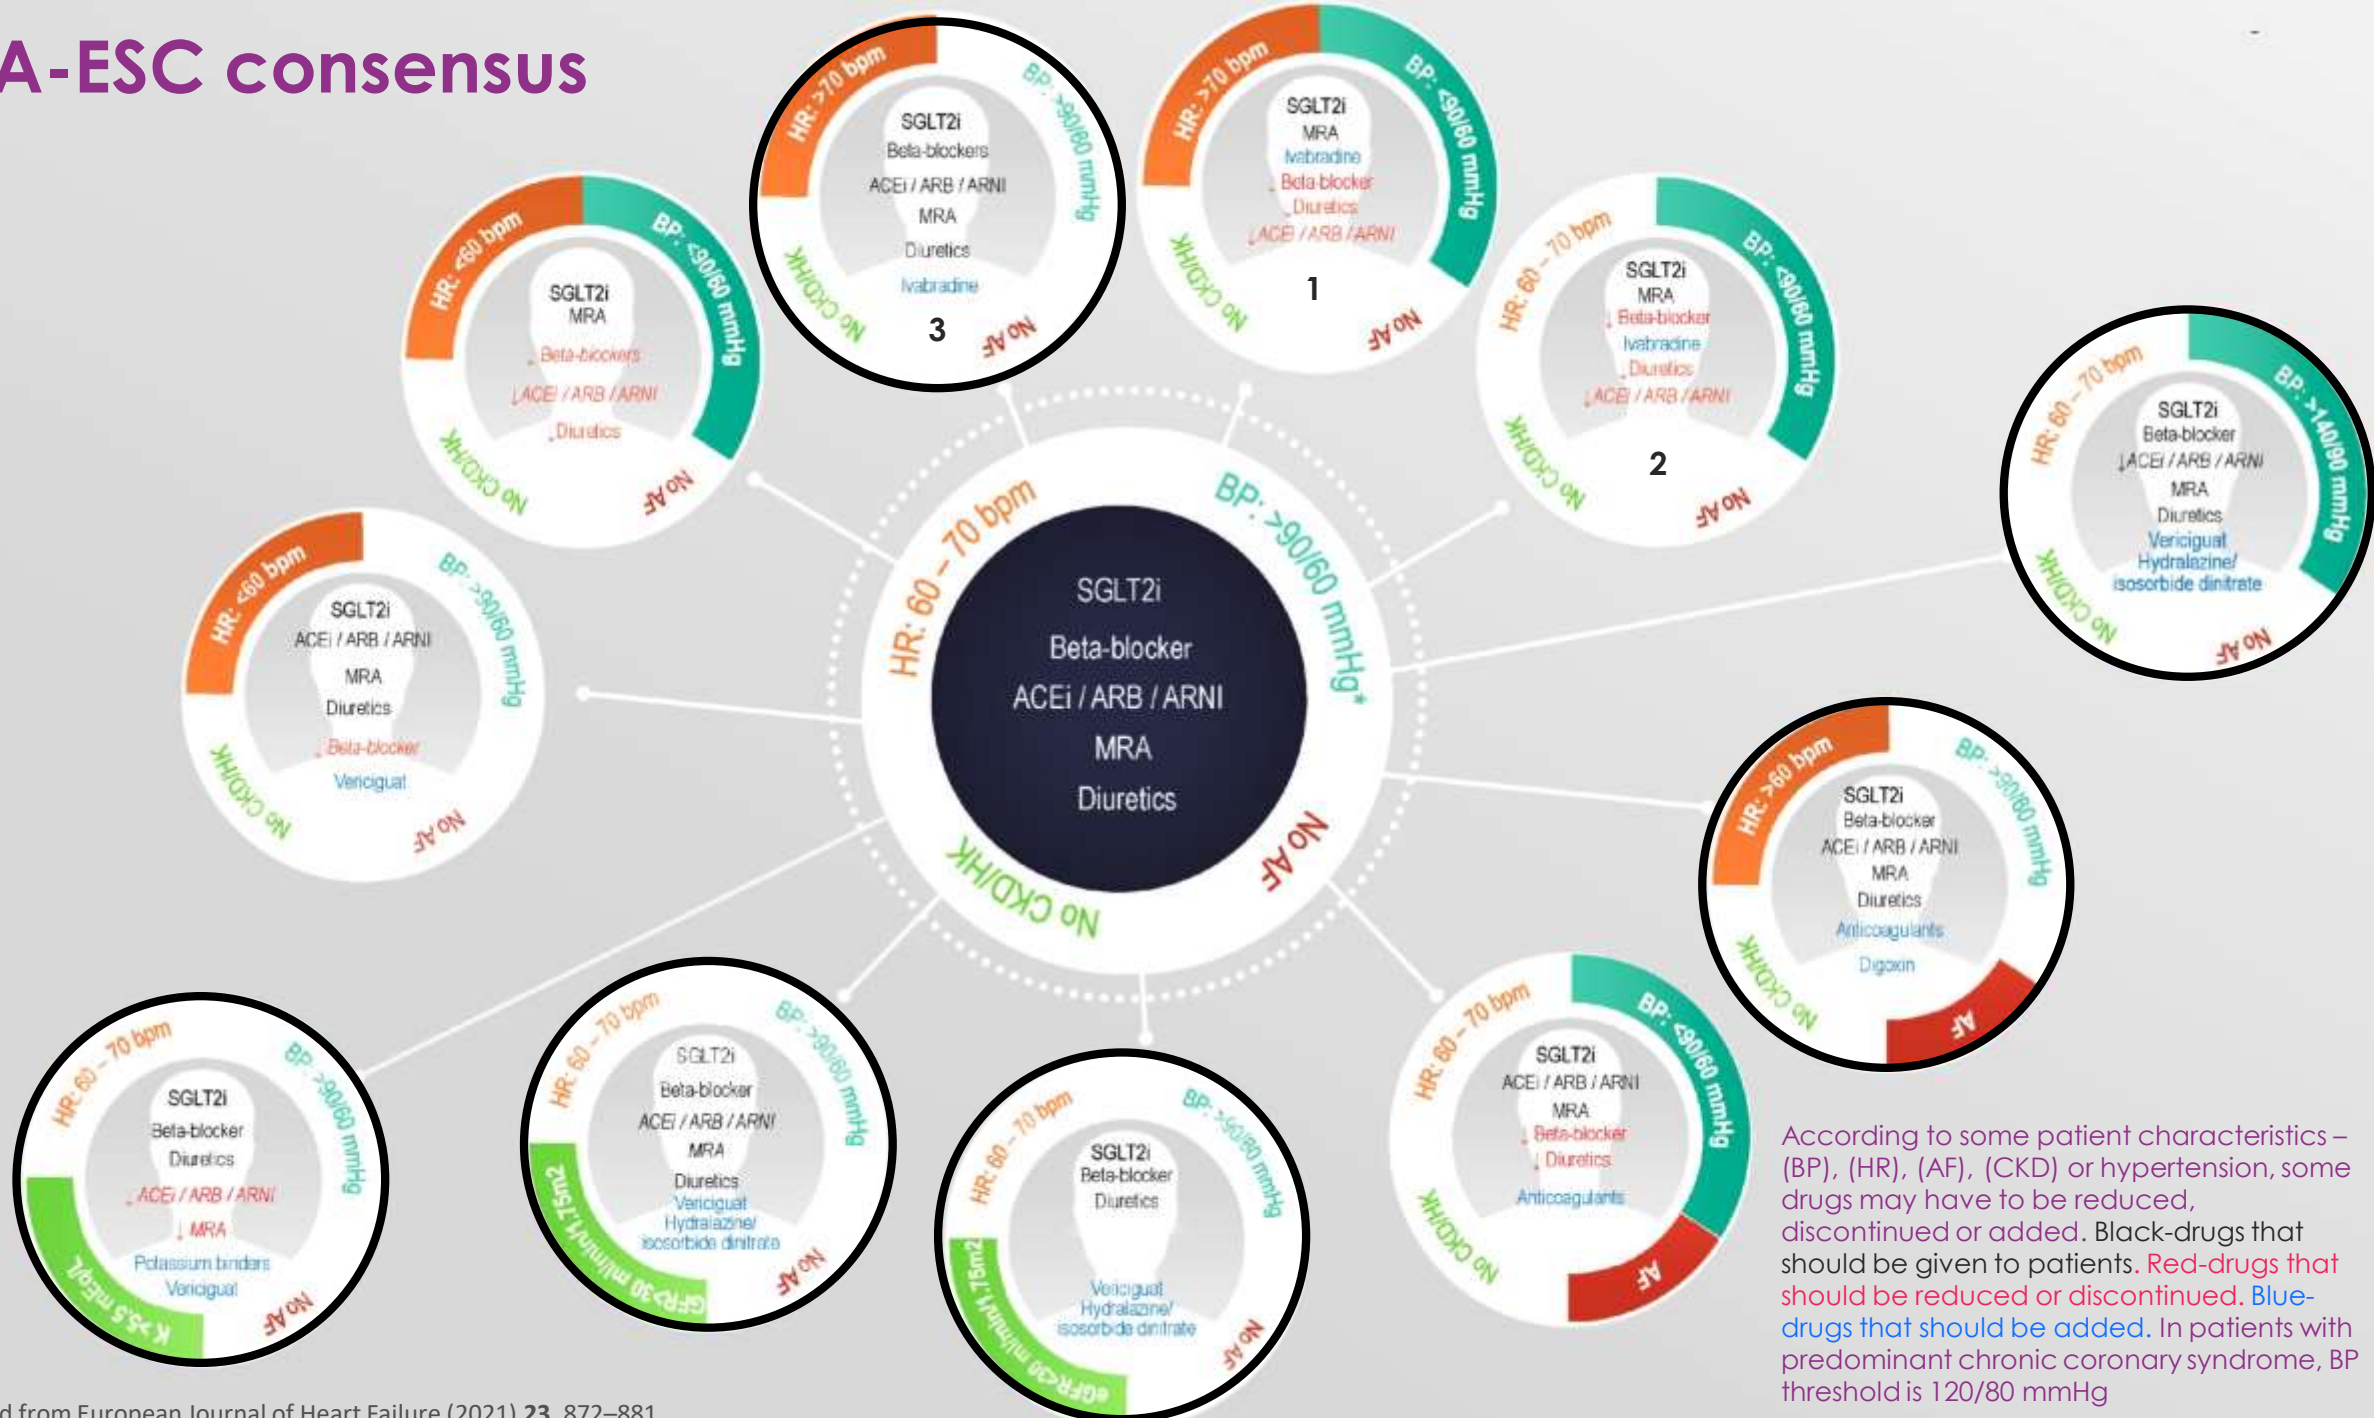 A-ESC consensus
HR: >70 bpm
BP: >90/60 mmHg
SGLT2i
Beta-blockers
ACEi / ARB / ARNI
MRA
Diuretics
Ivabradine
3
No CKD/HK
No AF
HR: >70 bpm
BP: <90/60 mmHg
SGLT2i
MRA
Ivabradine
↓ Beta-blocker
↓Diuretics
↓ACEi / ARB / ARNI
1
No CKD/HK
No AF
HR: <60 bpm
BP: <90/60 mmHg
SGLT2i
MRA
↓ Beta-blockers
↓ACEi / ARB / ARNI
↓Diuretics
No CKD/HK
No AF
HR: 60 – 70 bpm
BP: <90/60 mmHg
SGLT2i
MRA
↓ Beta-blocker
Ivabradine
↓Diuretics
↓ACEi / ARB / ARNI
2
No CKD/HK
No AF
HR: 60 – 70 bpm
BP: >140/90 mmHg
SGLT2i
Beta-blocker
↓ACEi / ARB / ARNI
MRA
Diuretics
Vericiguat
Hydralazine/
isosorbide dinitrate
No CKD/HK
No AF
HR: <60 bpm
BP: >90/60 mmHg
SGLT2i
ACEi / ARB / ARNI
MRA
Diuretics
↓ Beta-blocker
Vericiguat
No CKD/HK
No AF
HR: 60 – 70 bpm
BP: >90/60 mmHg*
SGLT2i
Beta-blocker
ACEi / ARB / ARNI
MRA
Diuretics
No CKD/HK
No AF
HR: >60 bpm
BP: >90/60 mmHg
SGLT2i
Beta-blocker
ACEi / ARB / ARNI
MRA
Diuretics
Anticoagulants
Digoxin
No CKD/HK
AF
HR: 60 – 70 bpm
BP: >90/60 mmHg
SGLT2i
Beta-blocker
Diuretics
↓ ACEi / ARB / ARNI
↓ MRA
Potassium binders
Vericiguat
K >5.5 mEq/L
No AF
HR: 60 – 70 bpm
BP: >90/60 mmHg
SGLT2i
Beta-blocker
ACEi / ARB / ARNI
MRA
Diuretics
Vericiguat
Hydralazine/
isosorbide dinitrate
GFR>30 ml/min/1.75m2
No AF
HR: 60 – 70 bpm
BP: >90/60 mmHg
SGLT2i
Beta-blocker
Diuretics
Vericiguat
Hydralazine/
isosorbide dinitrate
eGFR<30 ml/min/1.75m2
No AF
HR: 60 – 70 bpm
BP: <90/60 mmHg
SGLT2i
ACEi / ARB / ARNI
MRA
↓ Beta-blocker
↓ Diuretics
Anticoagulants
No CKD/HK
AF
According to some patient characteristics –
(BP), (HR), (AF), (CKD) or hypertension, some
drugs may have to be reduced,
discontinued or added. Black-drugs that
should be given to patients. Red-drugs that
should be reduced or discontinued. Blue-
drugs that should be added. In patients with
predominant chronic coronary syndrome, BP
threshold is 120/80 mmHg
d from European Journal of Heart Failure (2021) 23, 872–881